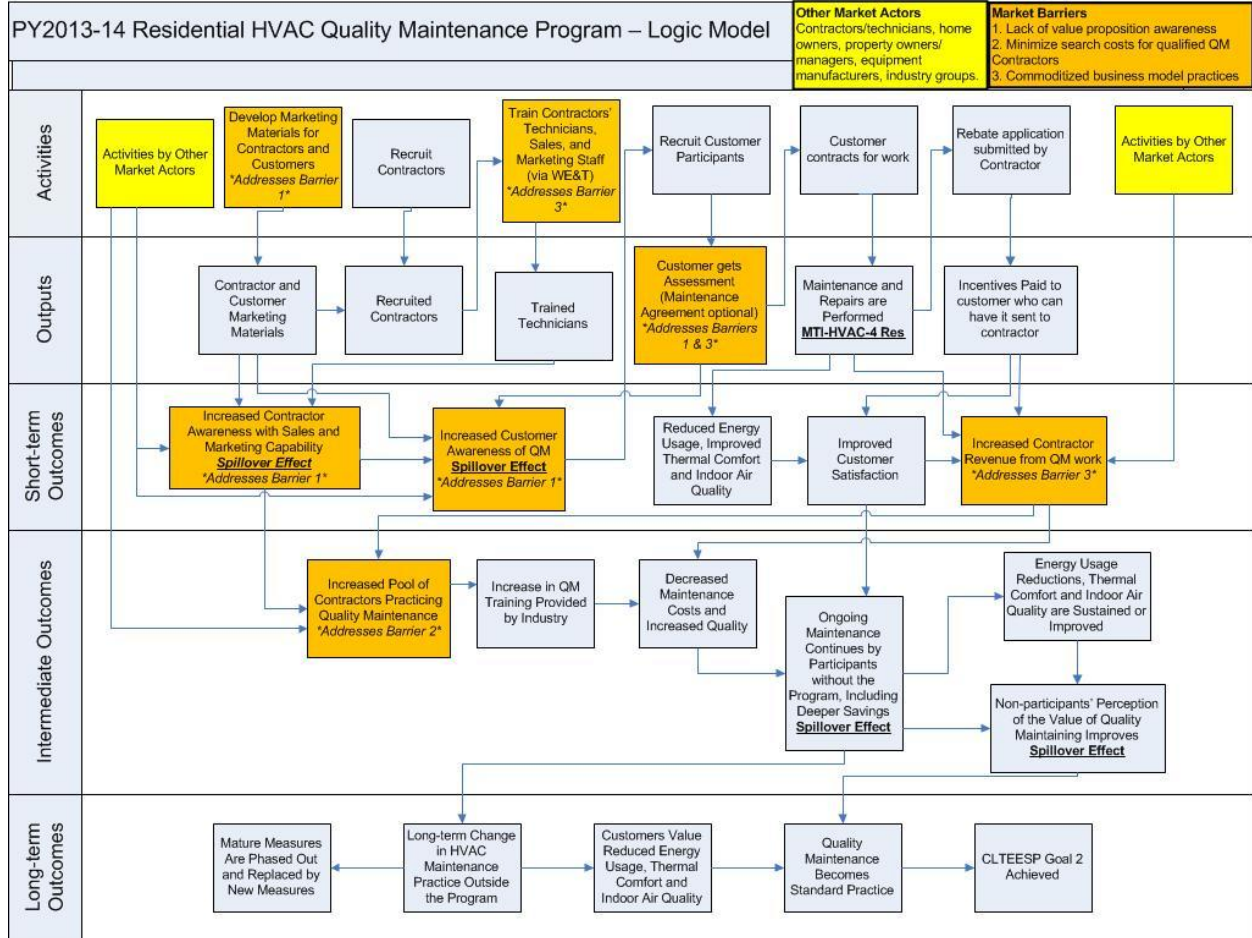 PY2013-14 Residential HVAC Quality Maintenance Program – Logic Model
Other Market Actors
Contractors/technicians, home
owners, property owners/
managers, equipment
manufacturers, industry groups.
Market Barriers
1. Lack of value proposition awareness
2. Minimize search costs for qualified QM
Contractors
3. Commoditized business model practices
Activities
Activities by Other
Market Actors
Develop Marketing
Materials for
Contractors and
Customers
*Addresses Barrier
1*
Recruit
Contractors
Train Contractors'
Technicians,
Sales, and
Marketing Staff
(via WE&T)
*Addresses Barrier
3*
Recruit Customer
Participants
Customer
contracts for work
Rebate application
submitted by
Contractor
Activities by Other
Market Actors
Outputs
Contractor and
Customer
Marketing
Materials
Recruited
Contractors
Trained
Technicians
Customer gets
Assessment
(Maintenance
Agreement optional)
*Addresses Barriers
1 & 3*
Maintenance and
Repairs are
Performed
MTI-HVAC-4 Res
Incentives Paid to
customer who can
have it sent to
contractor
Short-term
Outcomes
Increased Contractor
Awareness with Sales and
Marketing Capability
Spillover Effect
*Addresses Barrier 1*
Increased Customer
Awareness of QM
Spillover Effect
*Addresses Barrier 1*
Reduced Energy
Usage, Improved
Thermal Comfort
and Indoor Air
Quality
Improved
Customer
Satisfaction
Increased Contractor
Revenue from QM work
*Addresses Barrier 3*
Intermediate Outcomes
Increased Pool of
Contractors Practicing
Quality Maintenance
*Addresses Barrier 2*
Increase in QM
Training Provided
by Industry
Decreased
Maintenance
Costs and
Increased Quality
Ongoing
Maintenance
Continues by
Participants
without the
Program, Including
Deeper Savings
Spillover Effect
Energy Usage
Reductions, Thermal
Comfort and Indoor Air
Quality are Sustained or
Improved
Non-participants' Perception
of the Value of Quality
Maintaining Improves
Spillover Effect
Long-term
Outcomes
Mature Measures
Are Phased Out
and Replaced by
New Measures
Long-term Change
in HVAC
Maintenance
Practice Outside
the Program
Customers Value
Reduced Energy
Usage, Thermal
Comfort and
Indoor Air Quality
Quality
Maintenance
Becomes
Standard Practice
CLTEESP Goal 2
Achieved